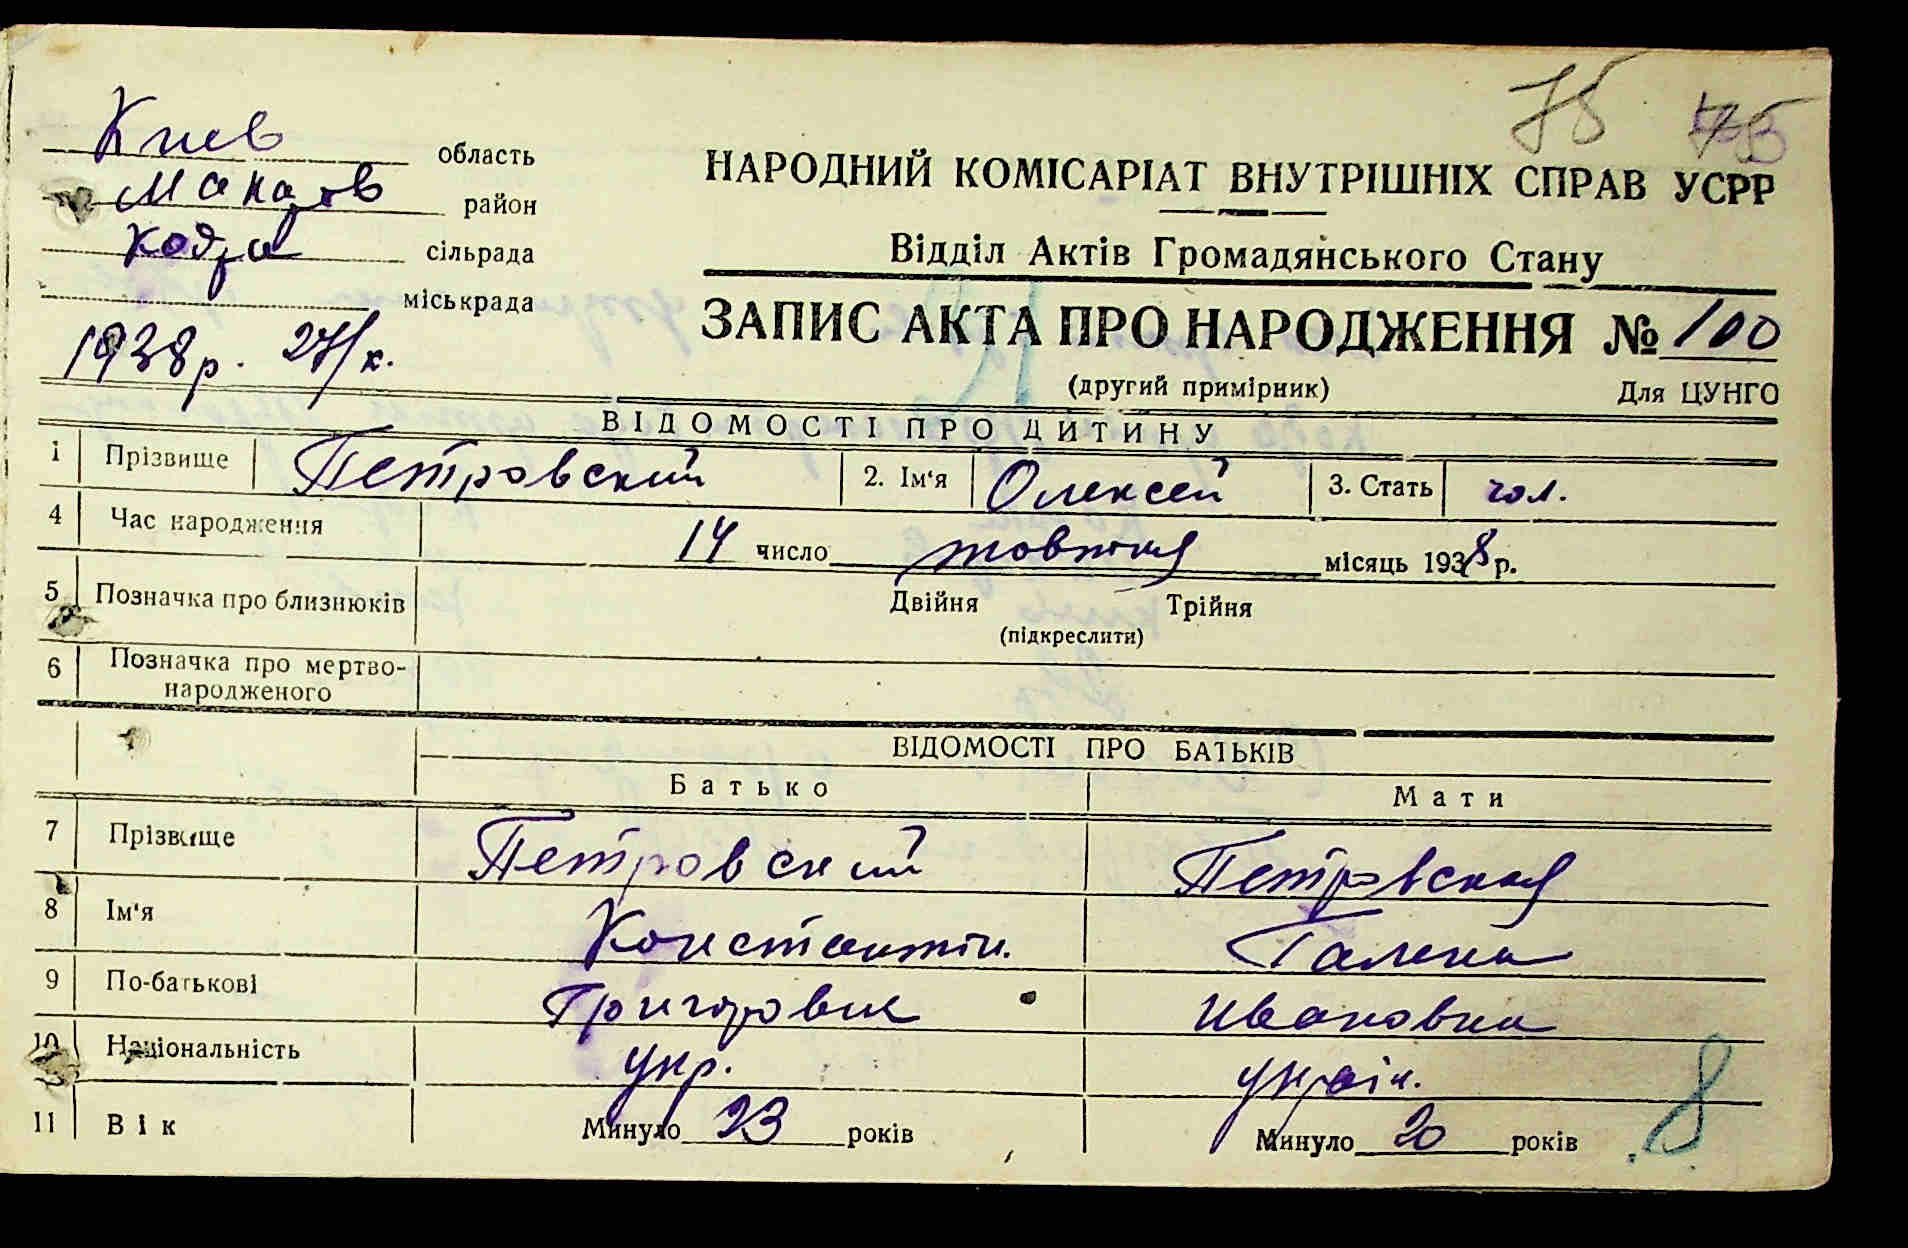 75
Киев область
Макаров район
Кодра сільрада
міськрада
1938р. 27/X.
НАРОДНИЙ КОМІСАРІАТ ВНУТРІШНІХ СПРАВ УСРР
Відділ Актів Громадянського Стану
ЗАПИС АКТА ПРО НАРОДЖЕННЯ № 100
(другий примірник) Для ЦУНГО
ВІДОМОСТІ ПРО ДИТИНУ
1 Прізвище Петровский 2. Ім'я Олексей 3. Стать чол.
4 Час народження 14 число жовтня місяць 1938 р.
5 Позначка про близнюків Двійня Трійня
(підкреслити)
6 Позначка про мертво-
народженого
ВІДОМОСТІ ПРО БАТЬКІВ
Батько Мати
7 Прізвище Петровский Петровская
8 Ім'я Константін. Галена
9 По-батькові Григорович Ивановна
10 Національність укр. україн.
11 Вік Минуло 23 років Минуло 20 років
8